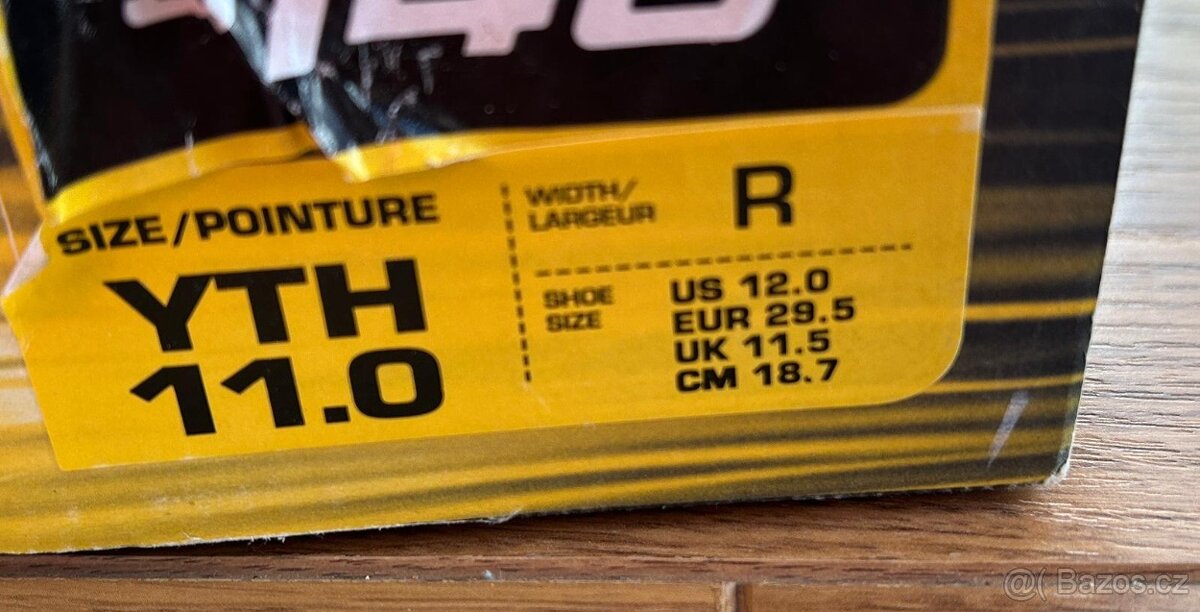 140
SIZE/POINTURE
YTH
11.0
WIDTH/
LARGEUR
R
SHOE
SIZE
US 12.0
EUR 29.5
UK 11.5
CM 18.7
@( Bazos.cz